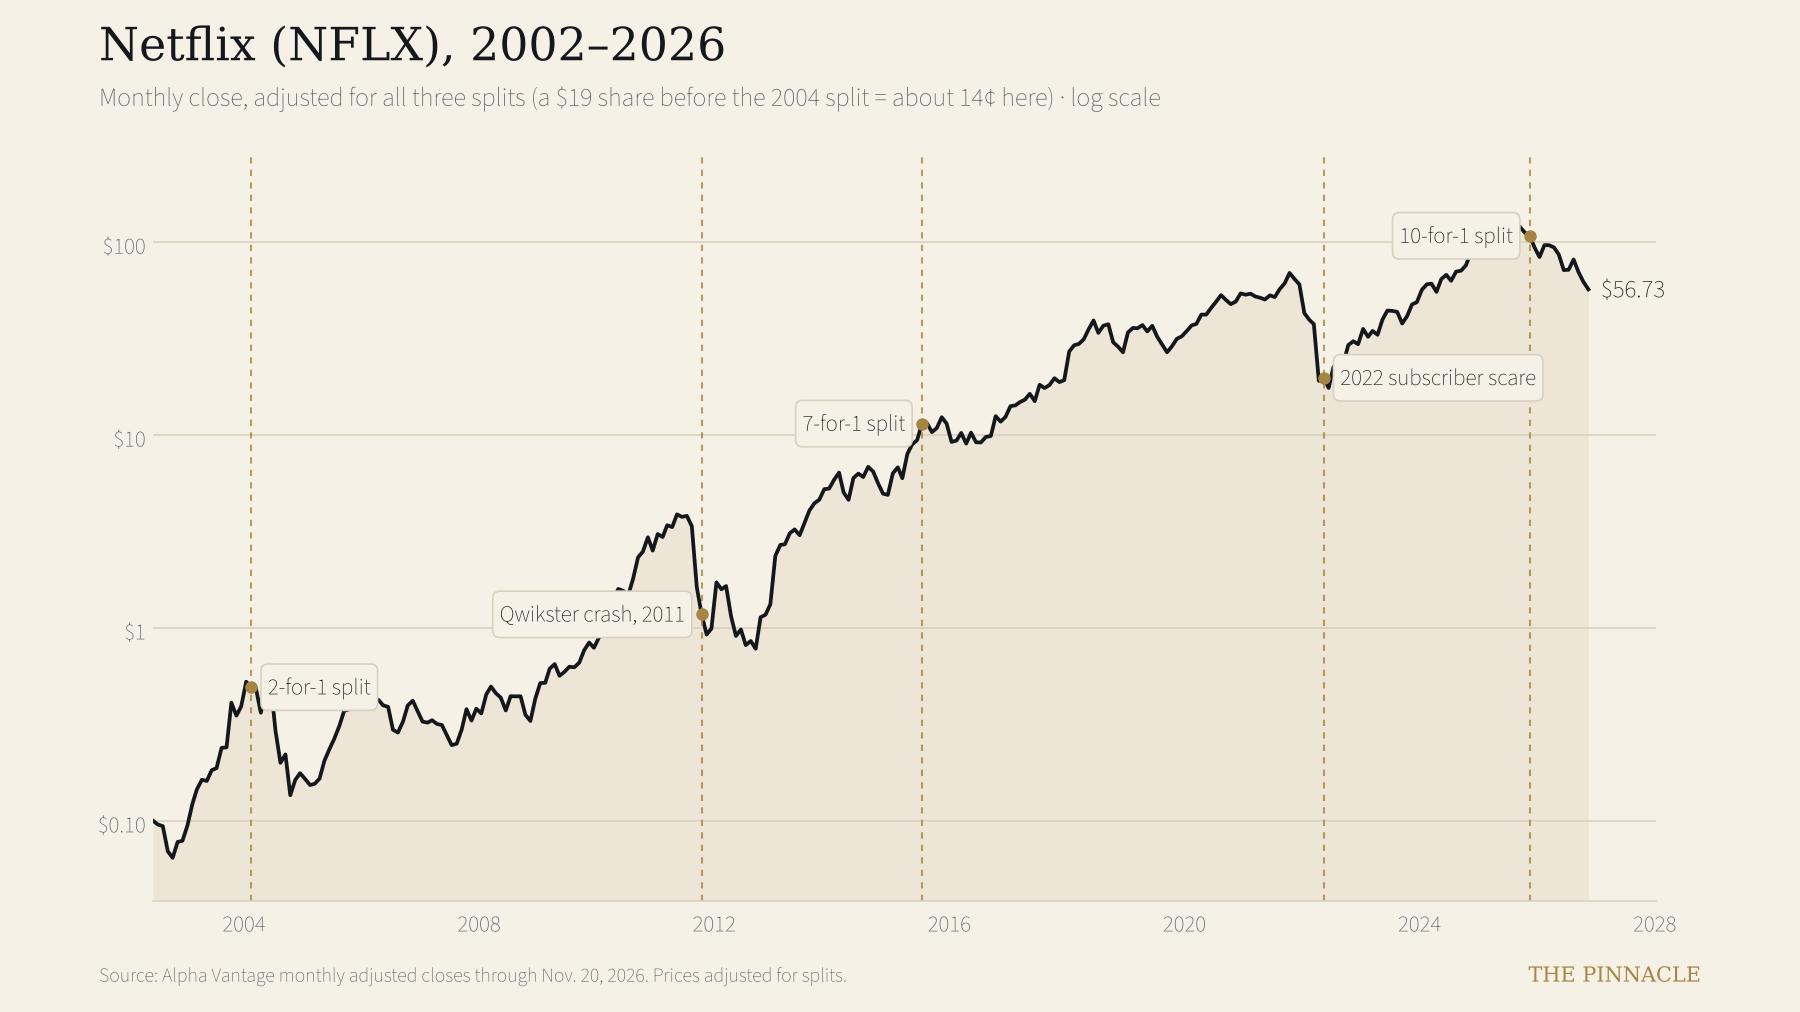 Netflix (NFLX), 2002–2026
Monthly close, adjusted for all three splits (a $19 share before the 2004 split = about 14¢ here) · log scale
$100
10-for-1 split
$56.73
2022 subscriber scare
7-for-1 split
$10
Qwikster crash, 2011
$1
2-for-1 split
$0.10
2004
2008
2012
2016
2020
2024
2028
Source: Alpha Vantage monthly adjusted closes through Nov. 20, 2026. Prices adjusted for splits.
THE PINNACLE